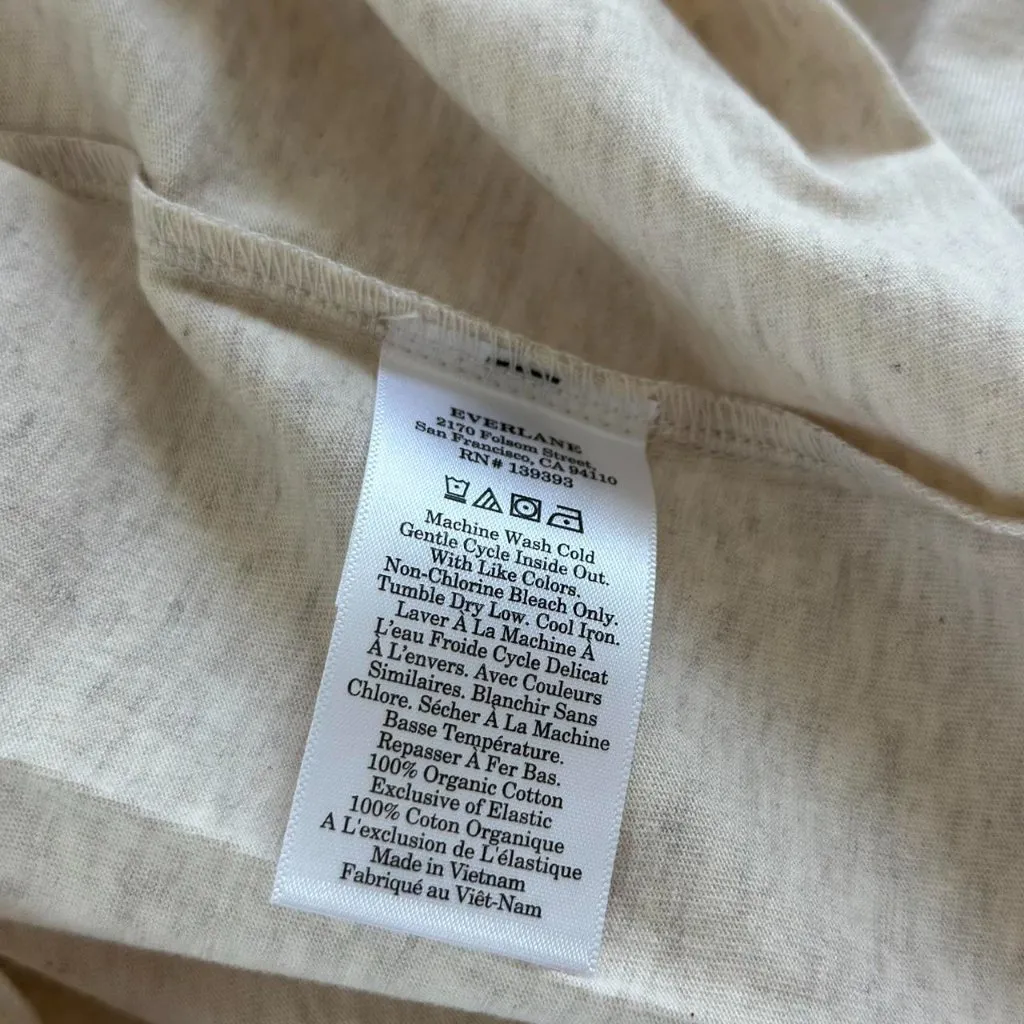 EVERLANE
2170 Folsom Street,
San Francisco, CA 94110
RN# 139393
Machine Wash Cold
Gentle Cycle Inside Out.
With Like Colors.
Non-Chlorine Bleach Only.
Tumble Dry Low. Cool Iron.
Laver À La Machine À
L'eau Froide Cycle Delicat
À L'envers. Avec Couleurs
Similaires. Blanchir Sans
Chlore. Sécher À La Machine
Basse Température.
Repasser À Fer Bas.
100% Organic Cotton
Exclusive of Elastic
100% Coton Organique
A L'exclusion de L'élastique
Made in Vietnam
Fabriqué au Viêt-Nam